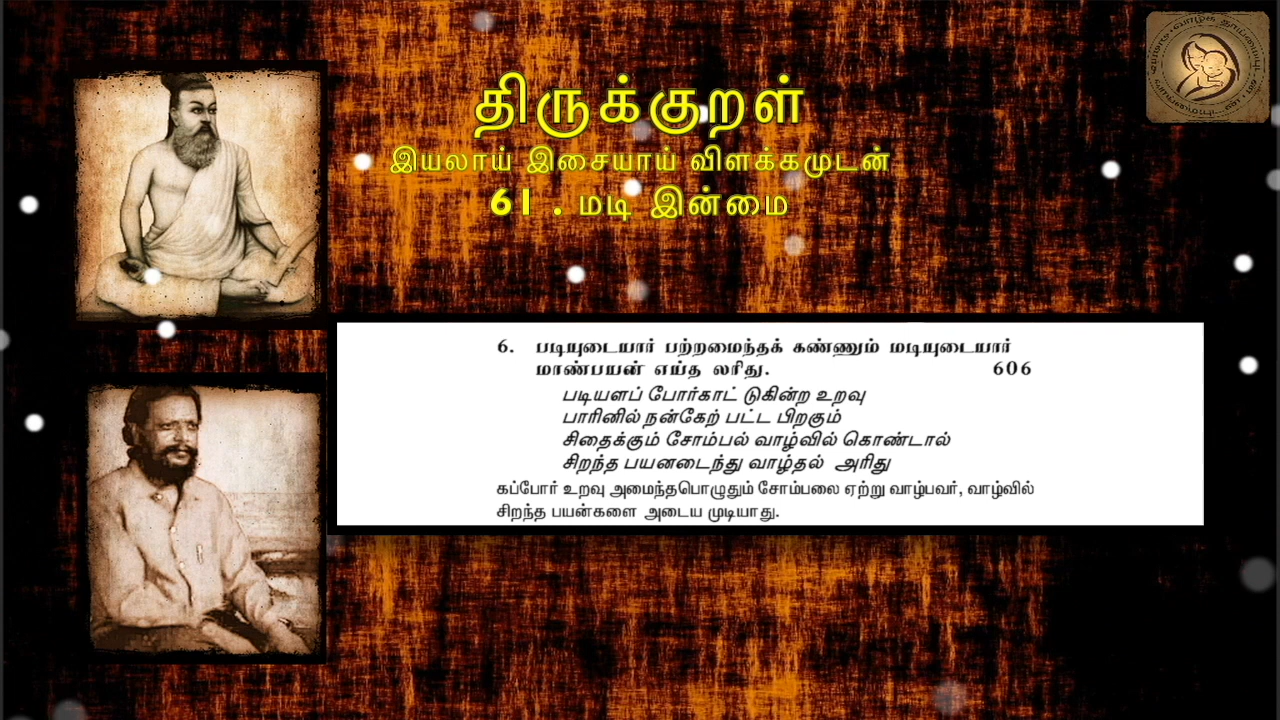 திருக்குறள்
இயலாய் இசையாய் விளக்கமுடன்
61 . மடி இன்மை
6. படியுடையார் பற்றமைந்தக் கண்ணும் மடியுடையார்
மாண்பயன் எய்த லரிது. 606
படியளப் போர்காட் டுகின்ற உறவு
பாரினில் நன்கேற் பட்ட பிறகும்
சிதைக்கும் சோம்பல் வாழ்வில் கொண்டால்
சிறந்த பயனடைந்து வாழ்தல் அரிது
கப்போர் உறவு அமைந்தபொழுதும் சோம்பலை ஏற்று வாழ்பவர், வாழ்வில்
சிறந்த பயன்களை அடைய முடியாது.